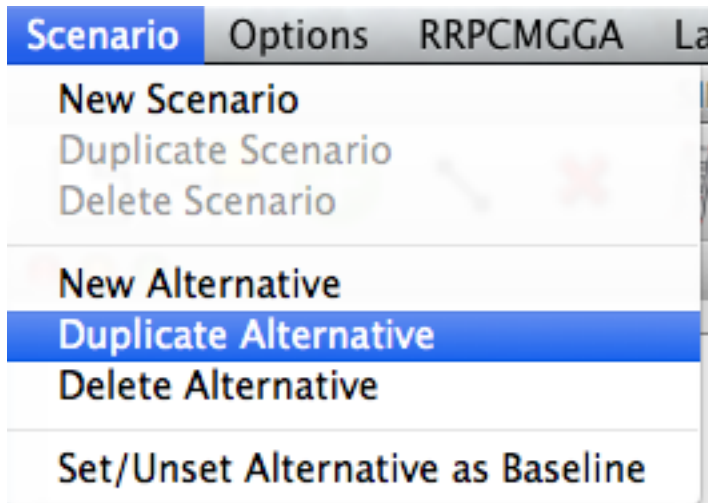 Scenario Options RRPCMGGA La
New Scenario
Duplicate Scenario
Delete Scenario
New Alternative
Duplicate Alternative
Delete Alternative
Set/Unset Alternative as Baseline